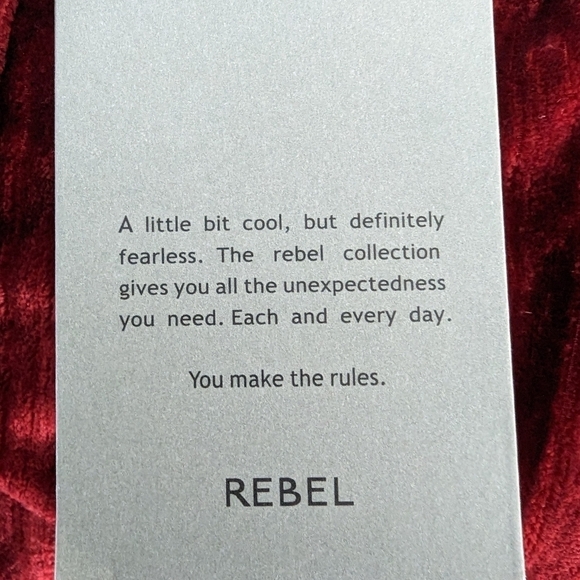 A little bit cool, but definitely
fearless. The rebel collection
gives you all the unexpectedness
you need. Each and every day.
You make the rules.
REBEL